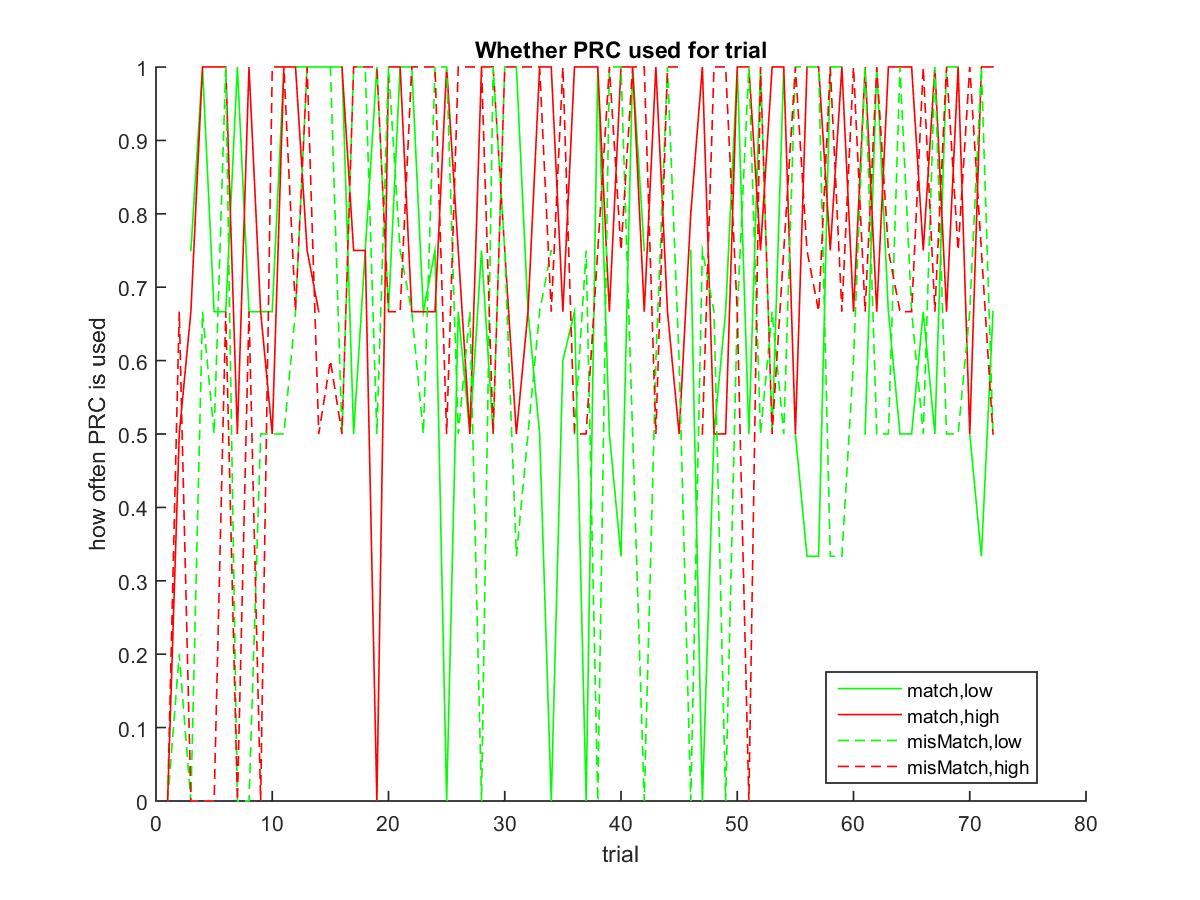 Whether PRC used for trial
how often PRC is used
1
0.9
0.8
0.7
0.6
0.5
0.4
0.3
0.2
0.1
0
0 10 20 30 40 50 60 70 80
trial
match,low
match,high
misMatch,low
misMatch,high